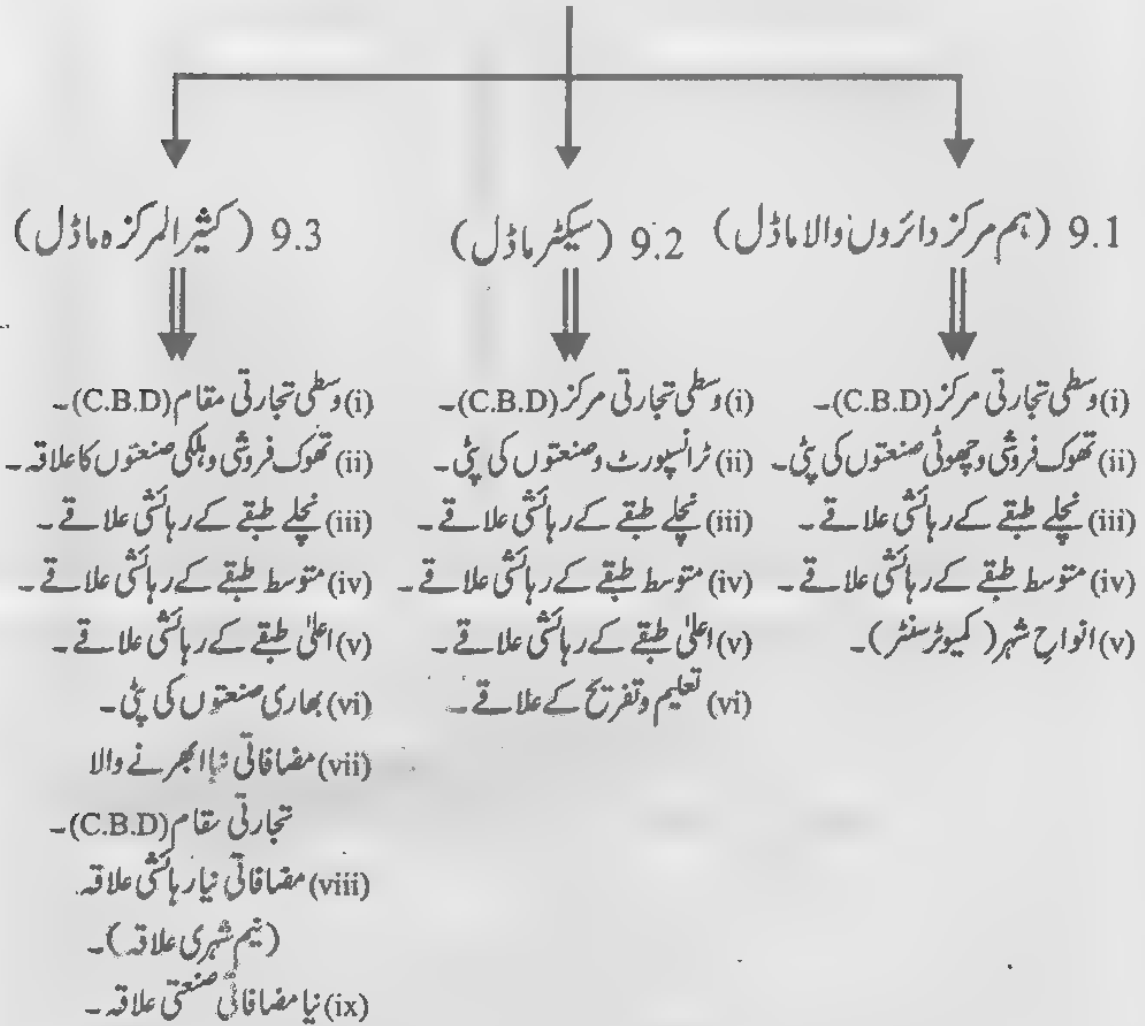 9.1 (ہم مرکز دائروں والا ماڈل)
(i) وسطی تجارتی مرکز (C.B.D)۔
(ii) تھوک فروشی و چھوٹی صنعتوں کی پٹی۔
(iii) نچلے طبقے کے رہائشی علاقے۔
(iv) متوسط طبقے کے رہائشی علاقے۔
(v) انواحِ شہر (کمیوٹر سنٹر)۔
9.2 (سیکٹر ماڈل)
(i) وسطی تجارتی مرکز (C.B.D)۔
(ii) ٹرانسپورٹ و صنعتوں کی پٹی۔
(iii) نچلے طبقے کے رہائشی علاقے۔
(iv) متوسط طبقے کے رہائشی علاقے۔
(v) اعلیٰ طبقے کے رہائشی علاقے۔
(vi) تعلیم و تفریح کے علاقے۔
9.3 (کثیر المرکزہ ماڈل)
(i) وسطی تجارتی مقام (C.B.D)۔
(ii) تھوک فروشی و ہلکی صنعتوں کا علاقہ۔
(iii) نچلے طبقے کے رہائشی علاقے۔
(iv) متوسط طبقے کے رہائشی علاقے۔
(v) اعلیٰ طبقے کے رہائشی علاقے۔
(vi) بھاری صنعتوں کی پٹی۔
(vii) مضافاتی نیا ابھرنے والا
تجارتی مقام (C.B.D)۔
(viii) مضافاتی نیا رہائشی علاقہ
(نیم شہری علاقہ)۔
(ix) نیا مضافاتی صنعتی علاقہ۔